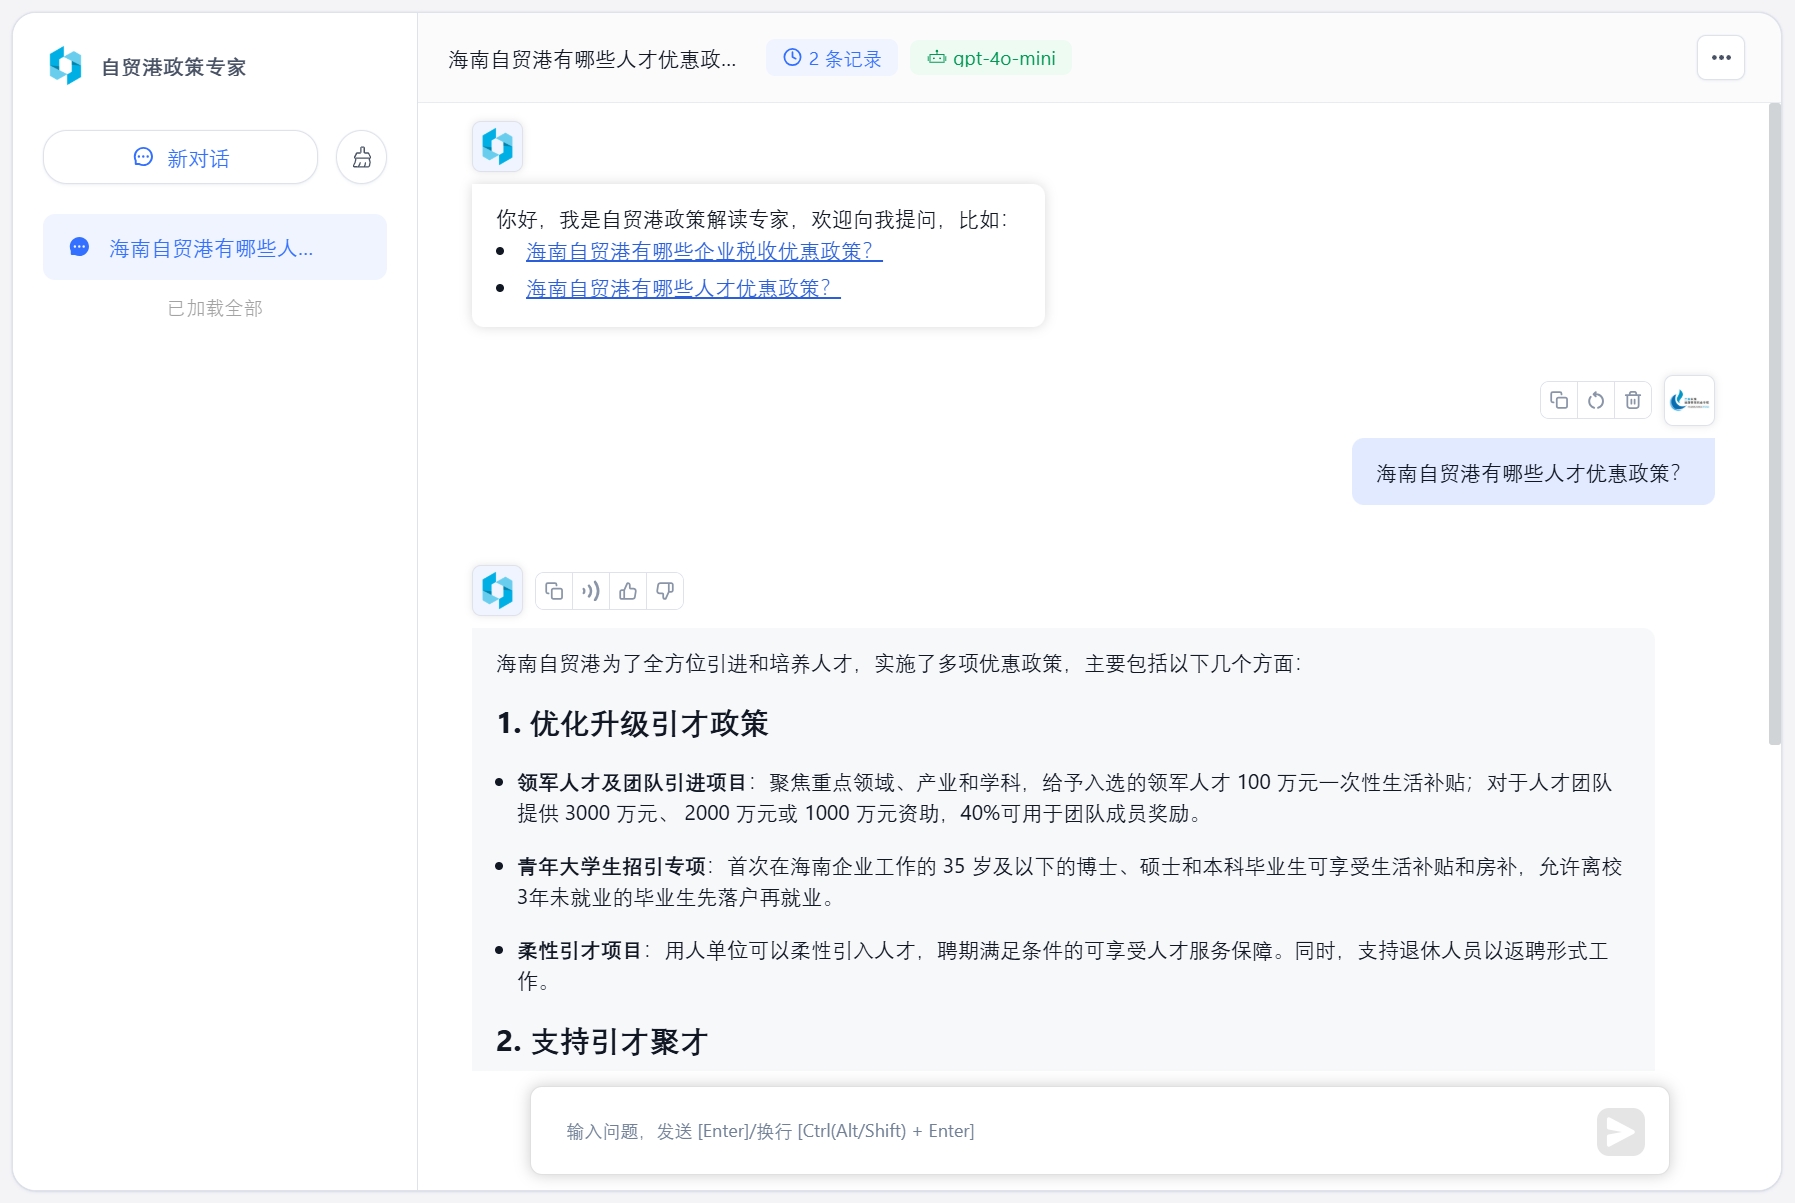 自贸港政策专家
新对话
海南自贸港有哪些人...
已加载全部
海南自贸港有哪些人才优惠政...
2 条记录
gpt-4o-mini
你好，我是自贸港政策解读专家，欢迎向我提问，比如：
海南自贸港有哪些企业税收优惠政策？
海南自贸港有哪些人才优惠政策？
海南自贸港有哪些人才优惠政策？
海南自贸港为了全方位引进和培养人才，实施了多项优惠政策，主要包括以下几个方面：
1. 优化升级引才政策
领军人才及团队引进项目：聚焦重点领域、产业和学科，给予入选的领军人才 100 万元一次性生活补贴；对于人才团队
提供 3000 万元、 2000 万元或 1000 万元资助，40%可用于团队成员奖励。
青年大学生招引专项：首次在海南企业工作的 35 岁及以下的博士、硕士和本科毕业生可享受生活补贴和房补，允许离校
3年未就业的毕业生先落户再就业。
柔性引才项目：用人单位可以柔性引入人才，聘期满足条件的可享受人才服务保障。同时，支持退休人员以返聘形式工
作。
2. 支持引才聚才
输入问题，发送 [Enter]/换行 [Ctrl(Alt/Shift) + Enter]